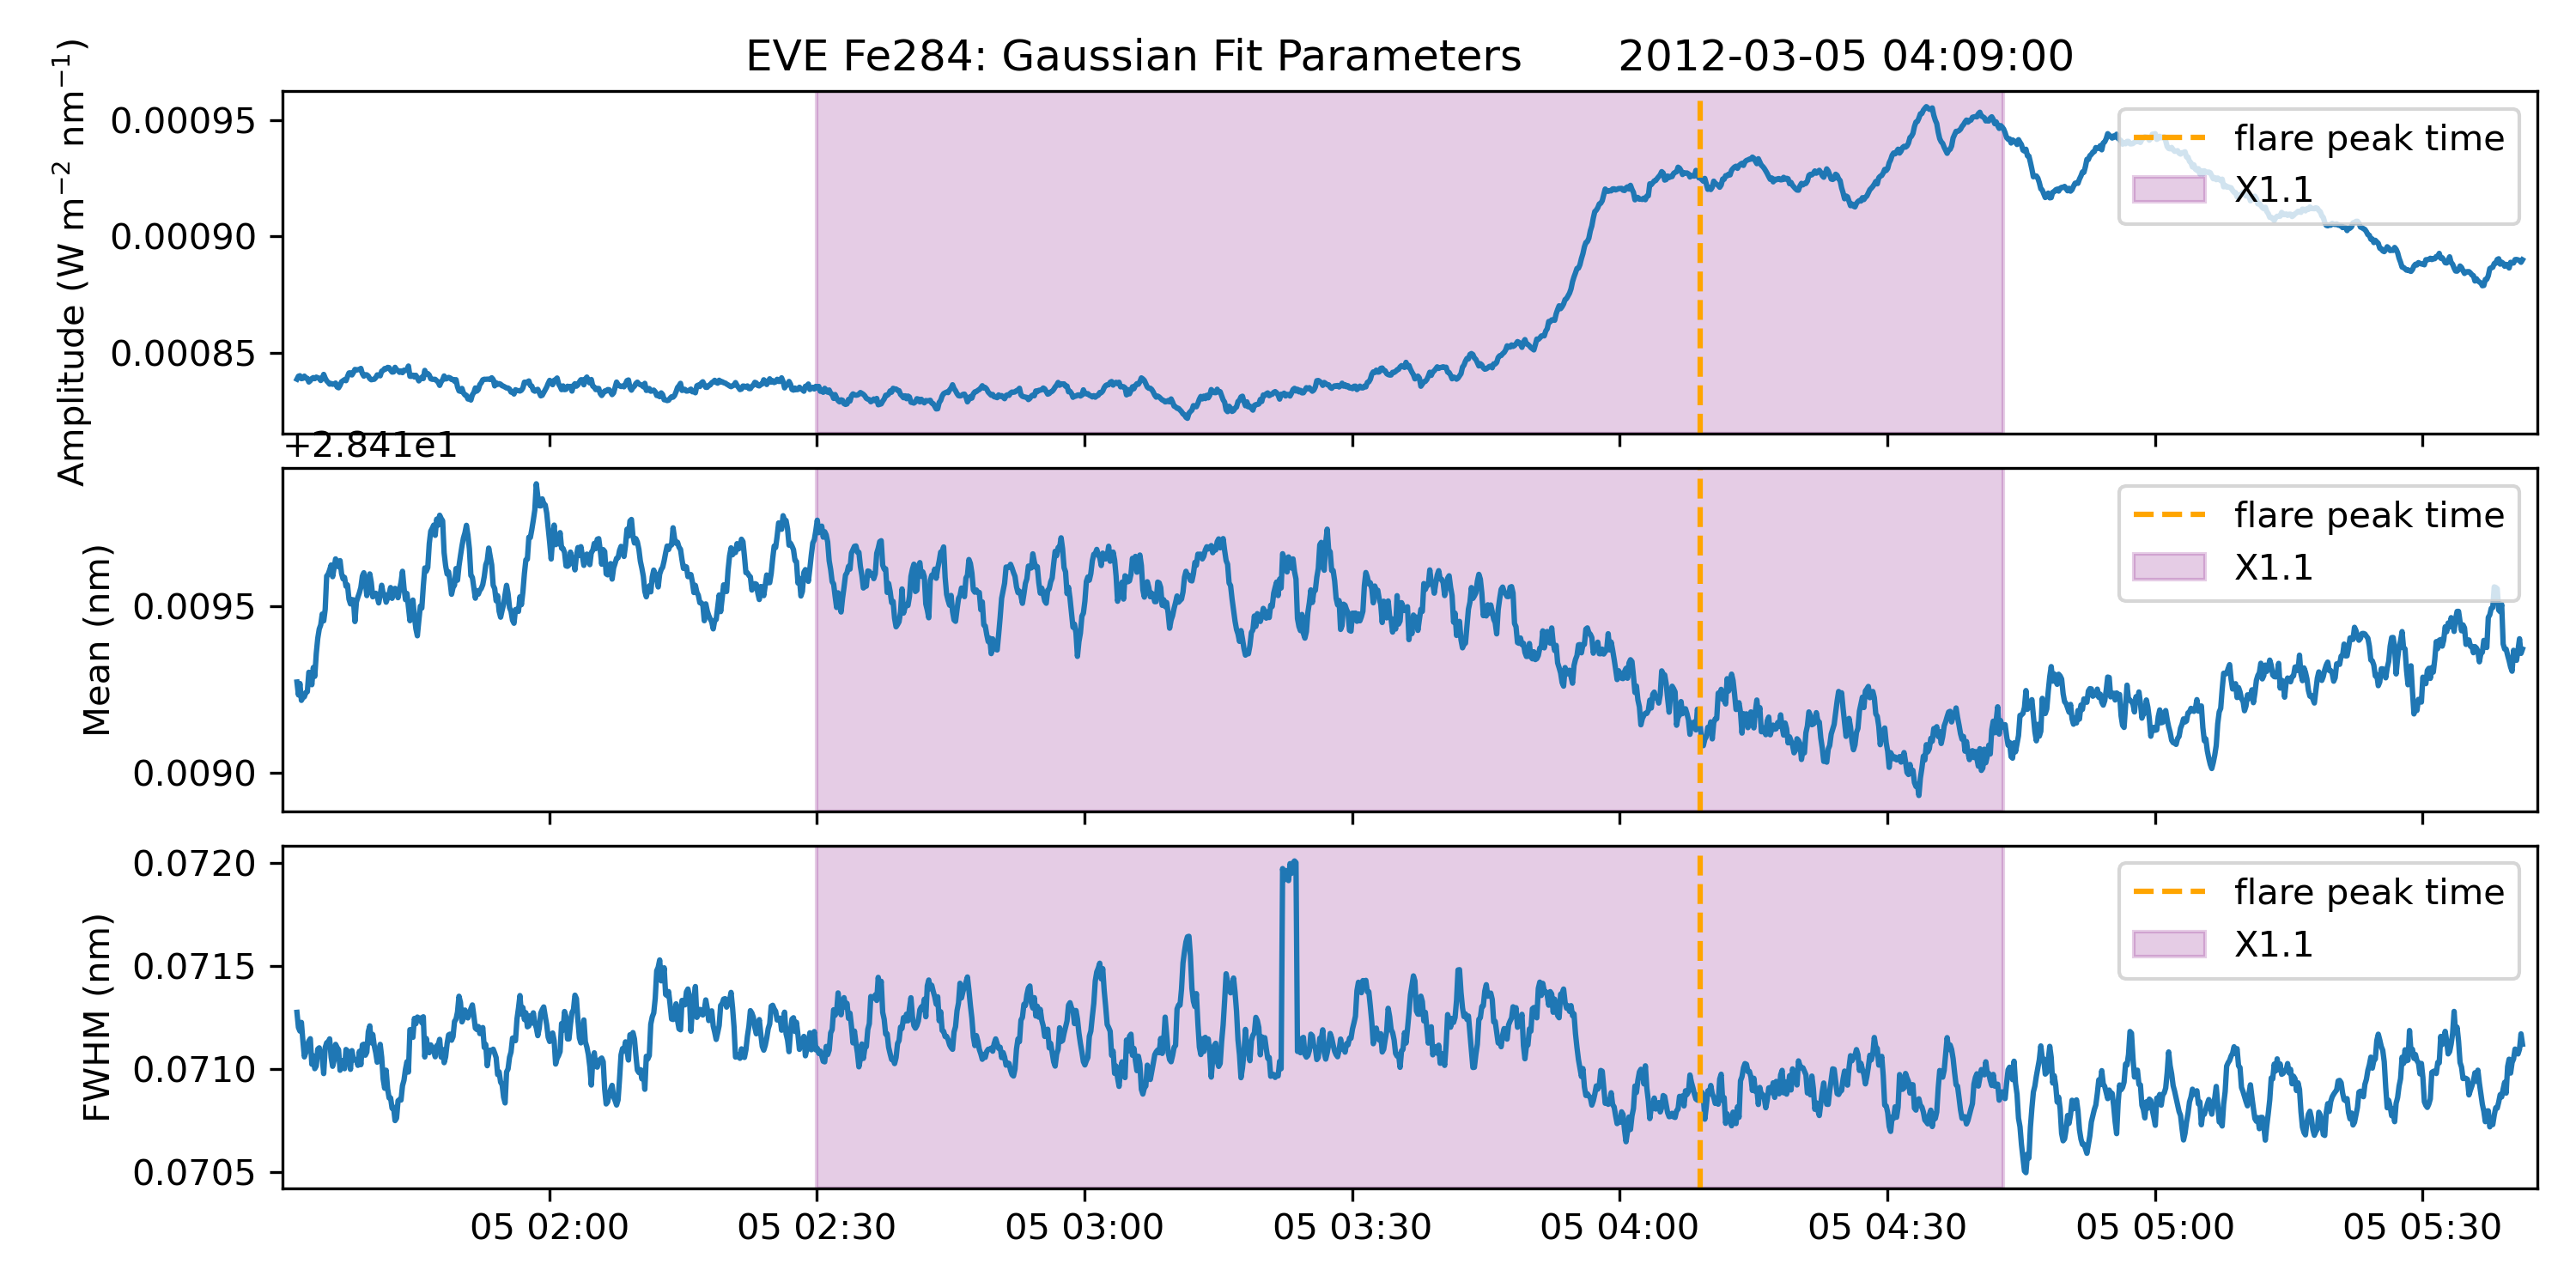 EVE Fe284: Gaussian Fit Parameters 2012-03-05 04:09:00
Amplitude (W m⁻² nm⁻¹)
0.00095
0.00090
0.00085
flare peak time
X1.1
+2.841e1
Mean (nm)
0.0095
0.0090
flare peak time
X1.1
FWHM (nm)
0.0720
0.0715
0.0710
0.0705
flare peak time
X1.1
05 02:00 05 02:30 05 03:00 05 03:30 05 04:00 05 04:30 05 05:00 05 05:30